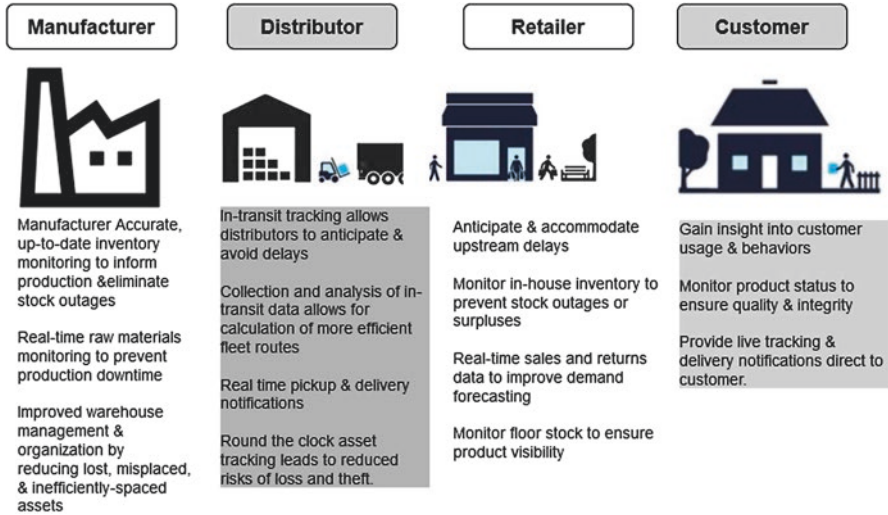 Manufacturer
Distributor
Retailer
Customer
Manufacturer Accurate,
up-to-date inventory
monitoring to inform
production &eliminate
stock outages
Real-time raw materials
monitoring to prevent
production downtime
Improved warehouse
management &
organization by
reducing lost, misplaced,
& inefficiently-spaced
assets
In-transit tracking allows
distributors to anticipate &
avoid delays
Collection and analysis of in-
transit data allows for
calculation of more efficient
fleet routes
Real time pickup & delivery
notifications
Round the clock asset
tracking leads to reduced
risks of loss and theft.
Anticipate & accommodate
upstream delays
Monitor in-house inventory to
prevent stock outages or
surpluses
Real-time sales and returns
data to improve demand
forecasting
Monitor floor stock to ensure
product visibility
Gain insight into customer
usage & behaviors
Monitor product status to
ensure quality & integrity
Provide live tracking &
delivery notifications direct to
customer.